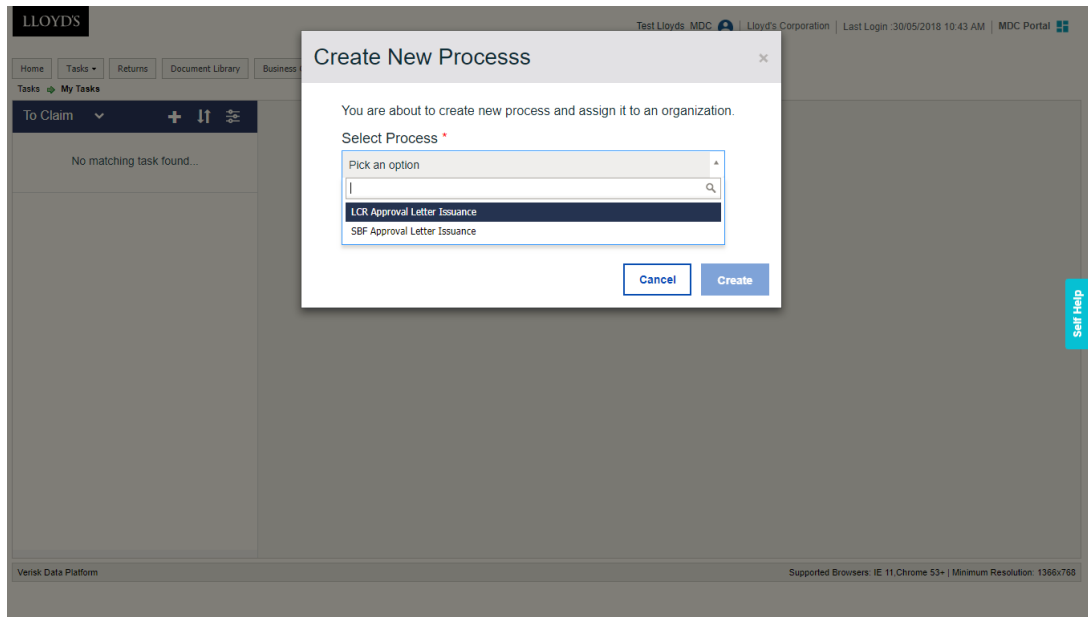 LLOYD'S
Test Lloyds MDC | Lloyd's Corporation | Last Login :30/05/2018 10:43 AM | MDC Portal
Create New Processs ×
Home Tasks Returns Document Library Business
Tasks My Tasks
To Claim
No matching task found...
You are about to create new process and assign it to an organization.
Select Process *
Pick an option
LCR Approval Letter Issuance
SBF Approval Letter Issuance
Cancel Create
Self Help
Verisk Data Platform Supported Browsers: IE 11,Chrome 53+ | Minimum Resolution: 1366x768